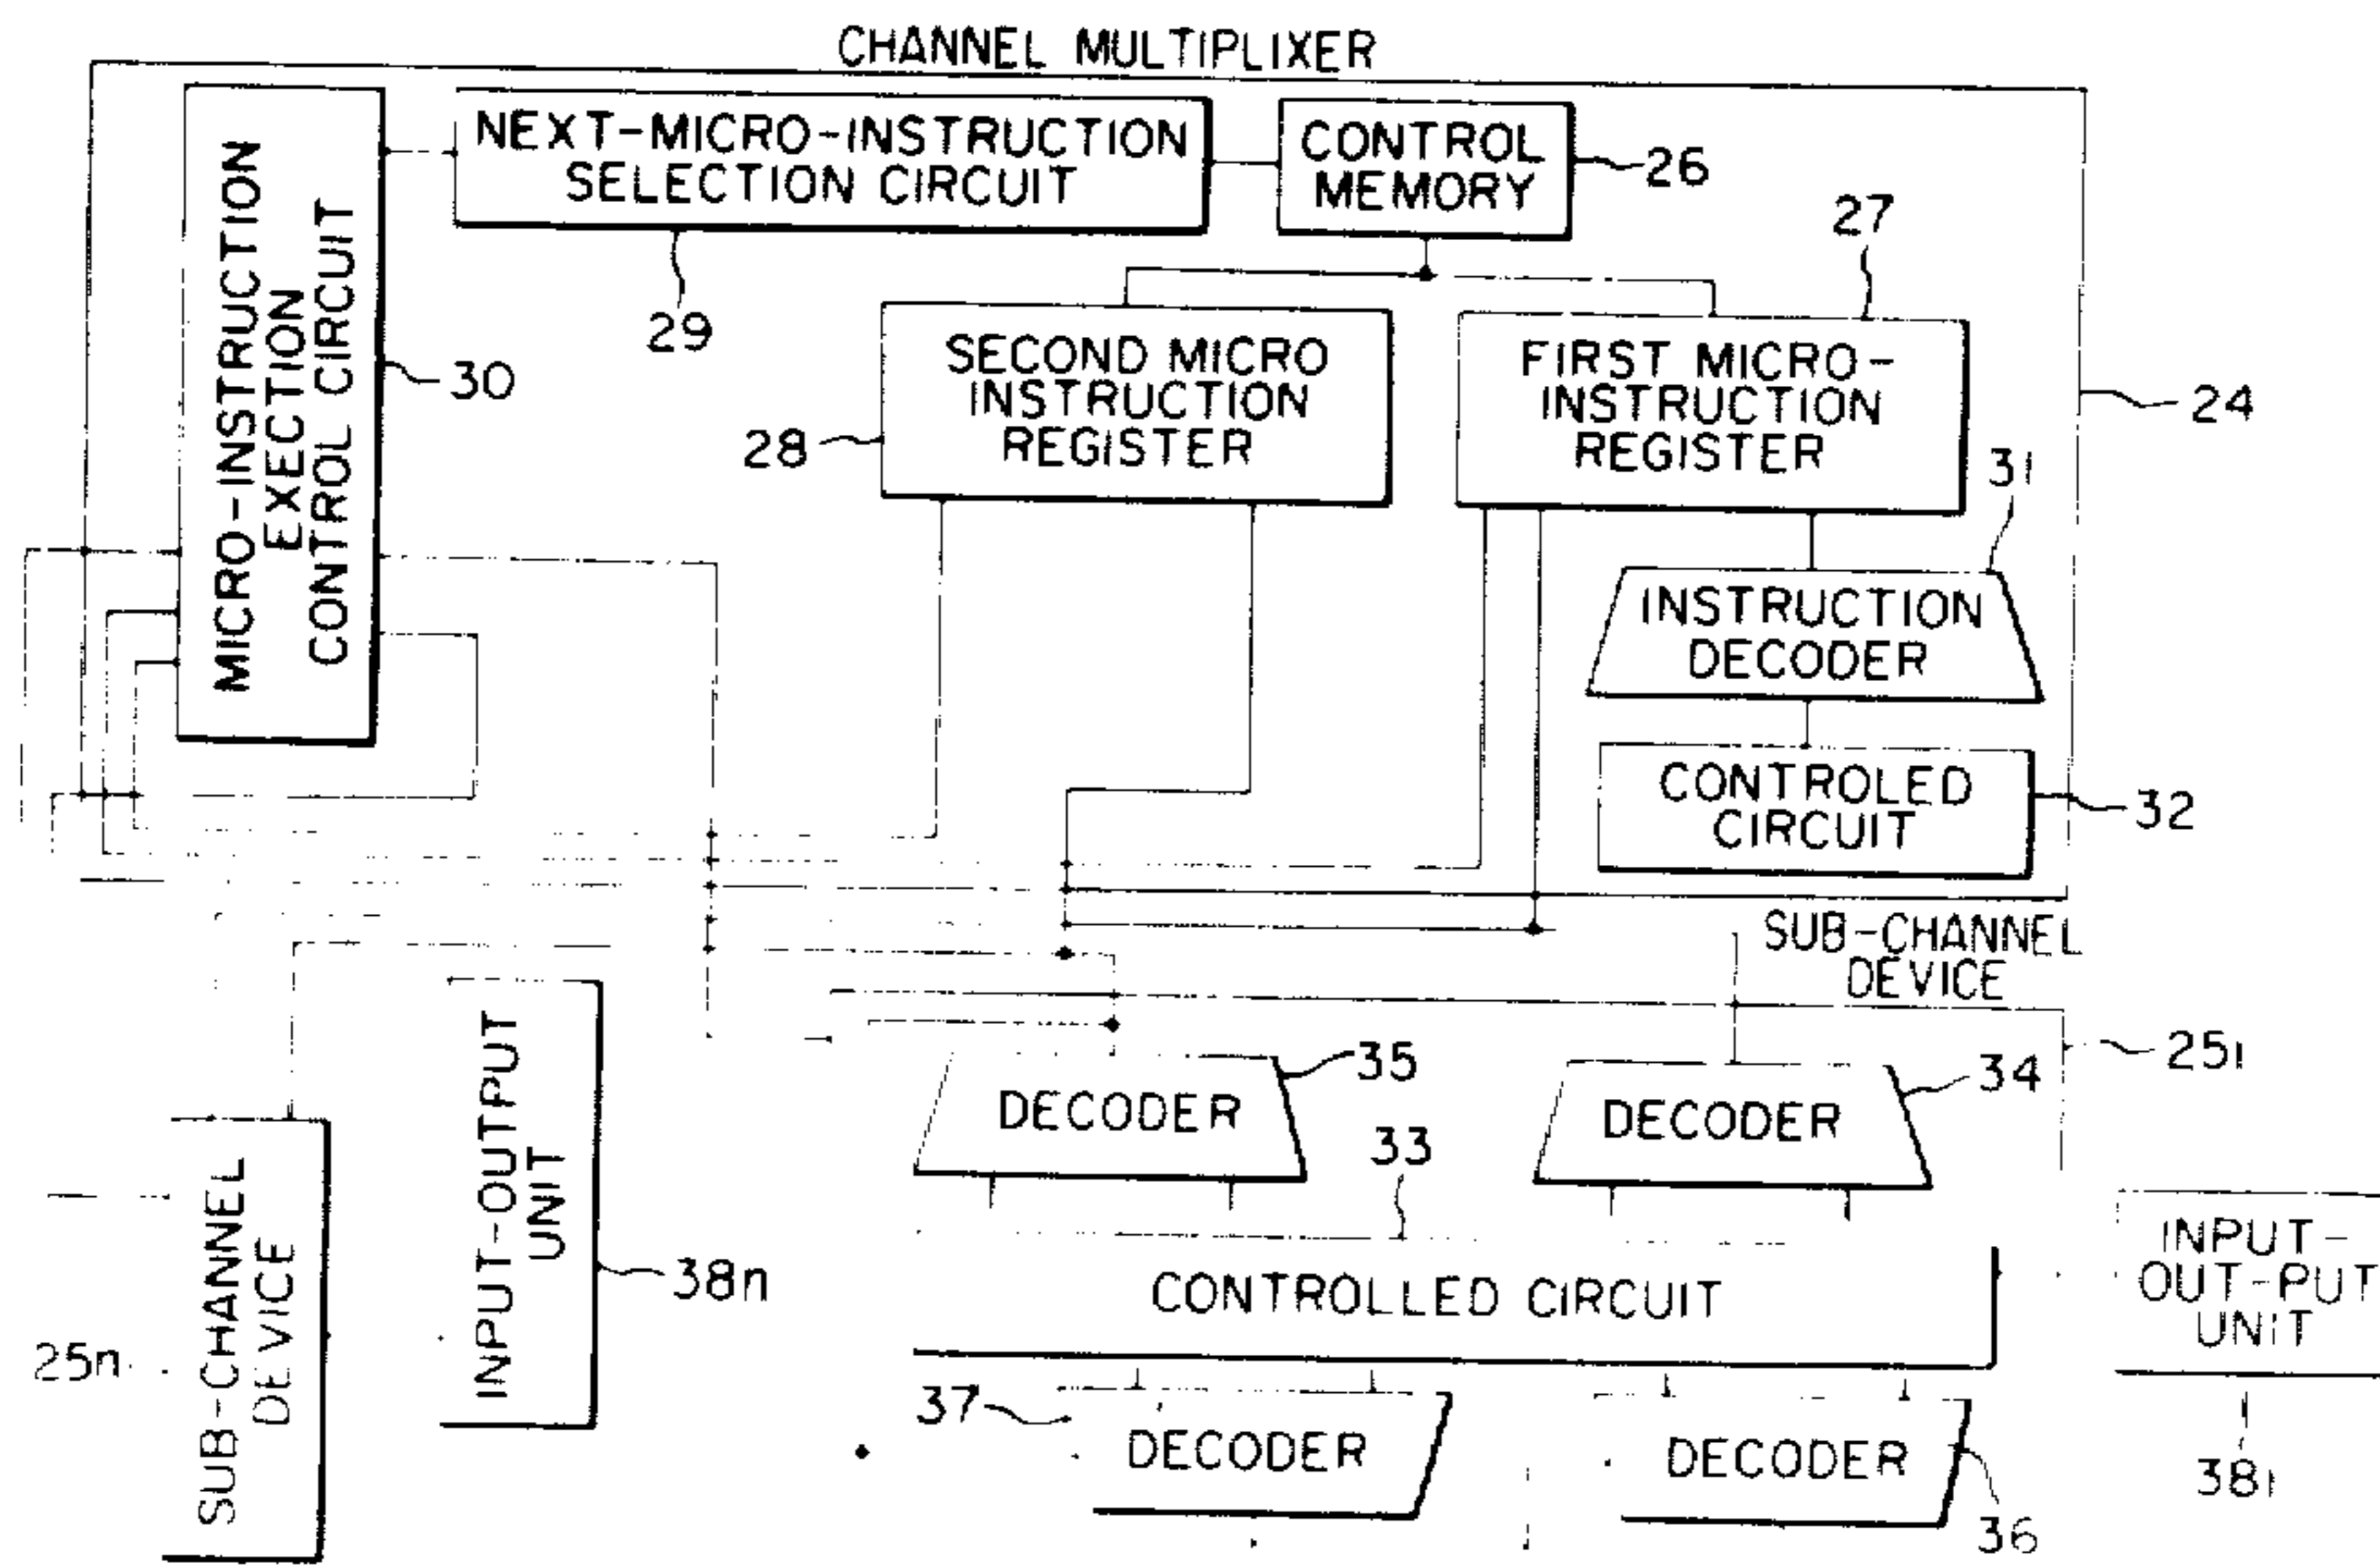 CHANNEL MULTIPLIXER
NEXT-MICRO-INSTRUCTION
SELECTION CIRCUIT
CONTROL
MEMORY
26
27
MICRO-INSTRUCTION
EXECTION
CONTROL CIRCUIT
29
30
SECOND MICRO
INSTRUCTION
REGISTER
28
FIRST MICRO-
INSTRUCTION
REGISTER
24
31
INSTRUCTION
DECODER
CONTROLED
CIRCUIT
32
SUB-CHANNEL
DEVICE
INPUT-OUTPUT
UNIT
38n
35
DECODER
34
DECODER
251
33
SUB-CHANNEL
DEVICE
25n
CONTROLLED CIRCUIT
INPUT-
OUT-PUT
UNIT
381
37
DECODER
DECODER
36